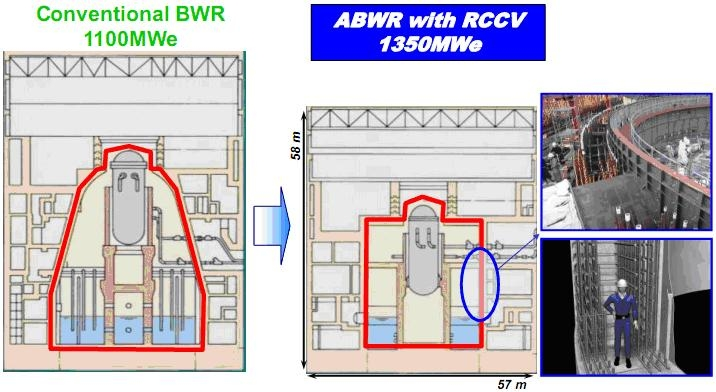 Conventional BWR
1100MWe
ABWR with RCCV
1350MWe
58 m
57 m